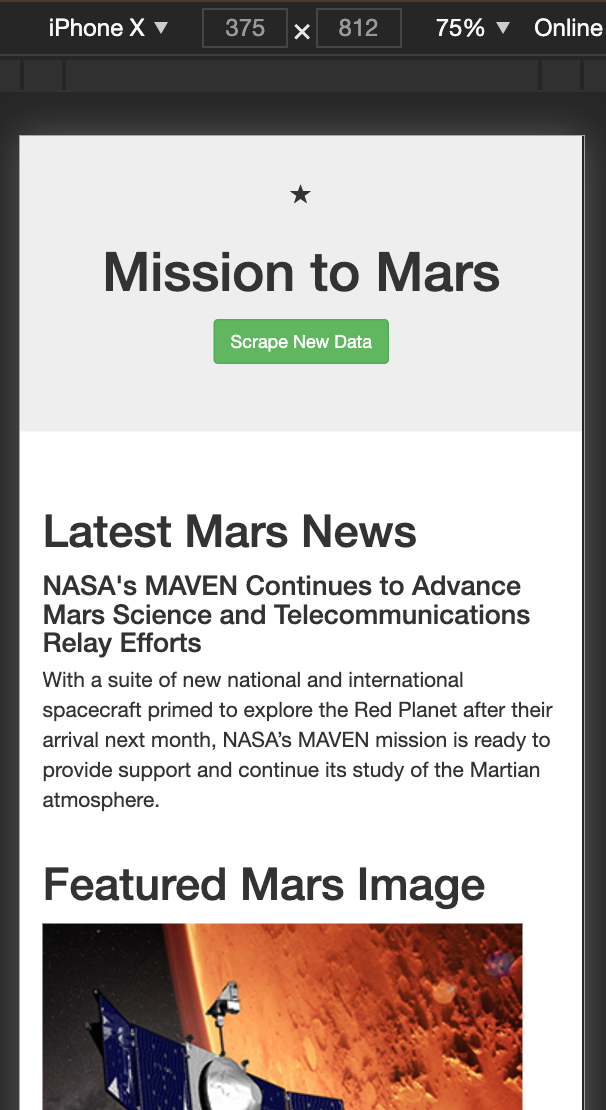 iPhone X ▼ 375 × 812 75% ▼ Online
★
Mission to Mars
Scrape New Data
Latest Mars News
NASA's MAVEN Continues to Advance
Mars Science and Telecommunications
Relay Efforts
With a suite of new national and international
spacecraft primed to explore the Red Planet after their
arrival next month, NASA’s MAVEN mission is ready to
provide support and continue its study of the Martian
atmosphere.
Featured Mars Image